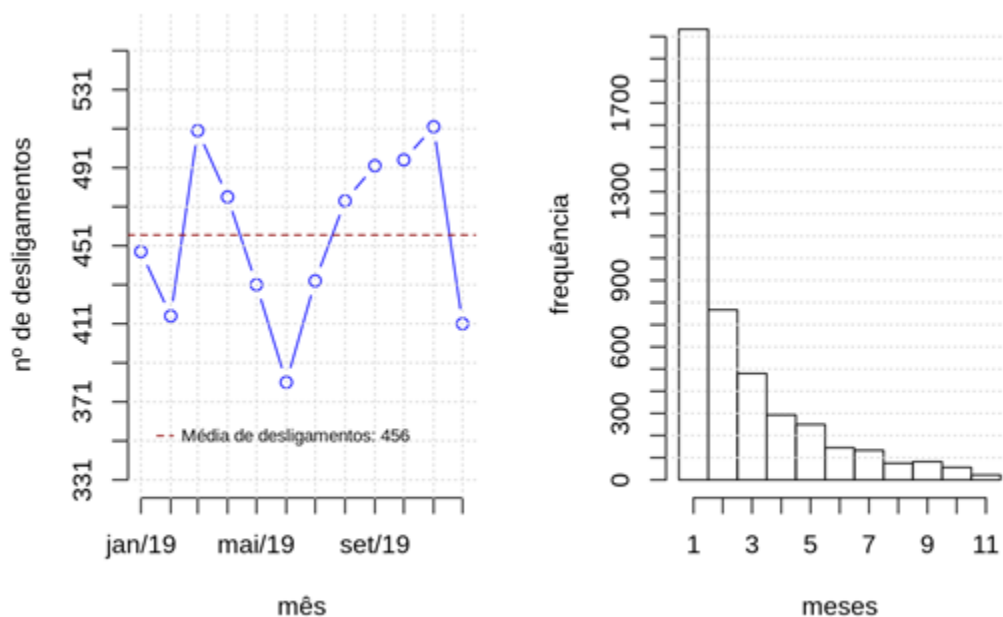 nº de desligamentos
531
491
451
411
371
331
Média de desligamentos: 456
jan/19 mai/19 set/19
mês
frequência
1700
1300
900
600
300
0
1 3 5 7 9 11
meses